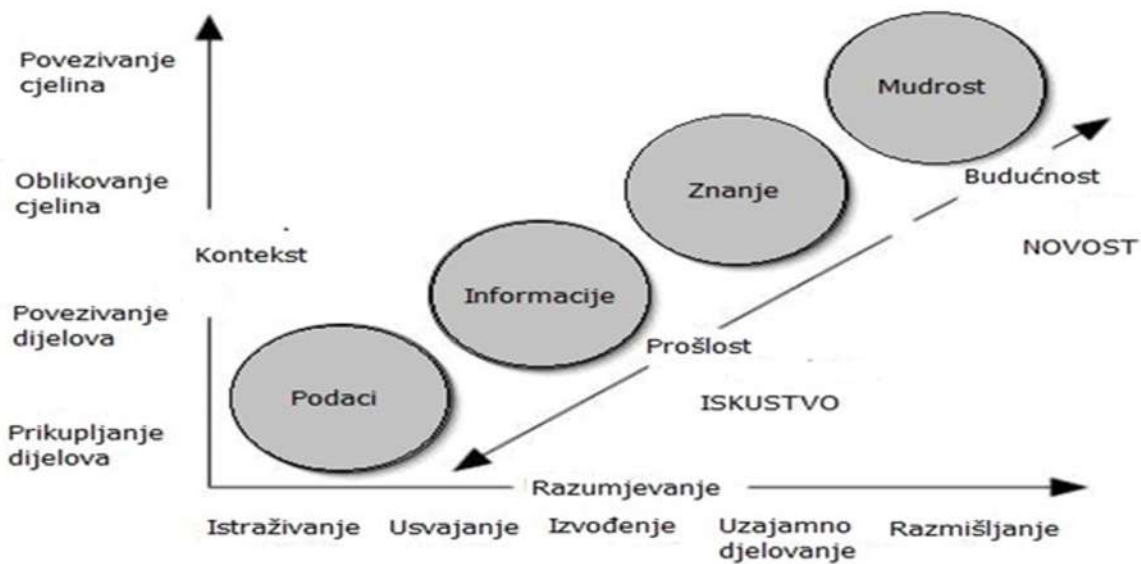 Povezivanje
cjelina
Mudrost
Budućnost
Oblikovanje
cjelina
Znanje
NOVOST
Kontekst
Informacije
Povezivanje
dijelova
Prošlost
Podaci
ISKUSTVO
Prikupljanje
dijelova
Razumjevanje
Istraživanje
Usvajanje
Izvođenje
Uzajamno
djelovanje
Razmišljanje